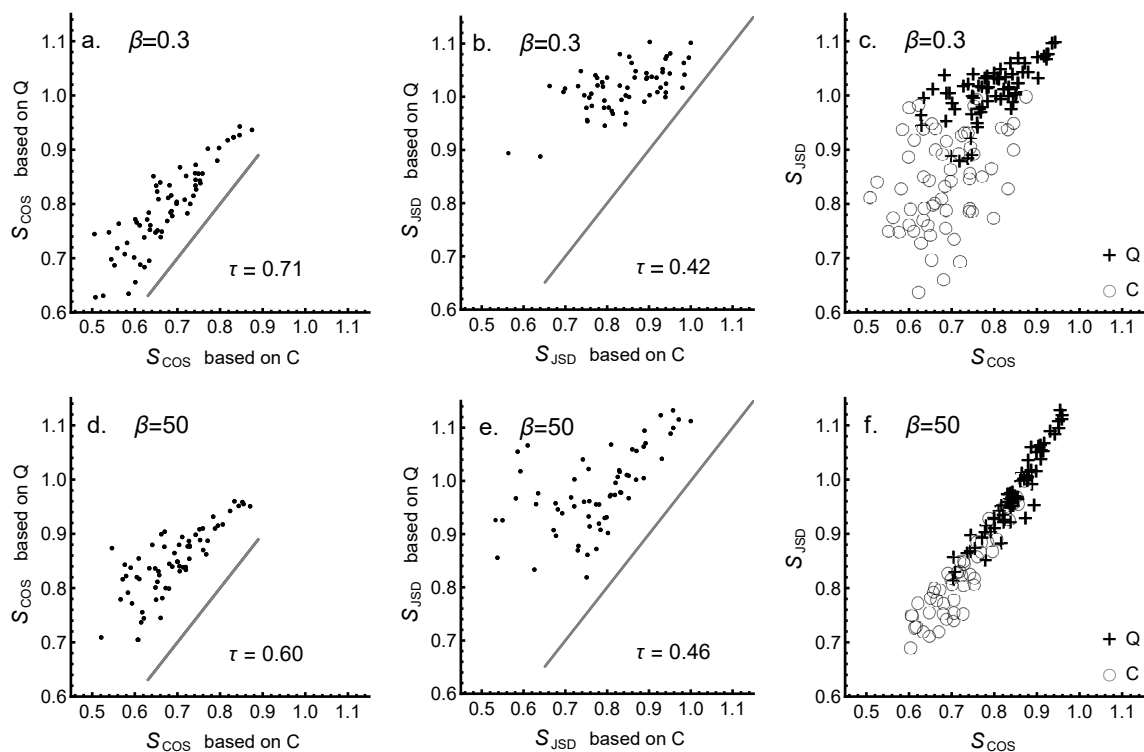 a. β=0.3
1.1
1.0
0.9
0.8
0.7
0.6
S_COS based on Q
τ = 0.71
0.5 0.6 0.7 0.8 0.9 1.0 1.1
S_COS based on C
b. β=0.3
1.1
1.0
0.9
0.8
0.7
0.6
S_JSD based on Q
τ = 0.42
0.5 0.6 0.7 0.8 0.9 1.0
S_JSD based on C
c. β=0.3
1.1
1.0
0.9
0.8
0.7
0.6
S_JSD
Q
C
0.5 0.6 0.7 0.8 0.9 1.0 1.1
S_COS
d. β=50
1.1
1.0
0.9
0.8
0.7
0.6
S_COS based on Q
τ = 0.60
0.5 0.6 0.7 0.8 0.9 1.0 1.1
S_COS based on C
e. β=50
1.1
1.0
0.9
0.8
0.7
0.6
S_JSD based on Q
τ = 0.46
0.5 0.6 0.7 0.8 0.9 1.0 1.1
S_JSD based on C
f. β=50
1.1
1.0
0.9
0.8
0.7
0.6
S_JSD
Q
C
0.5 0.6 0.7 0.8 0.9 1.0 1.1
S_COS